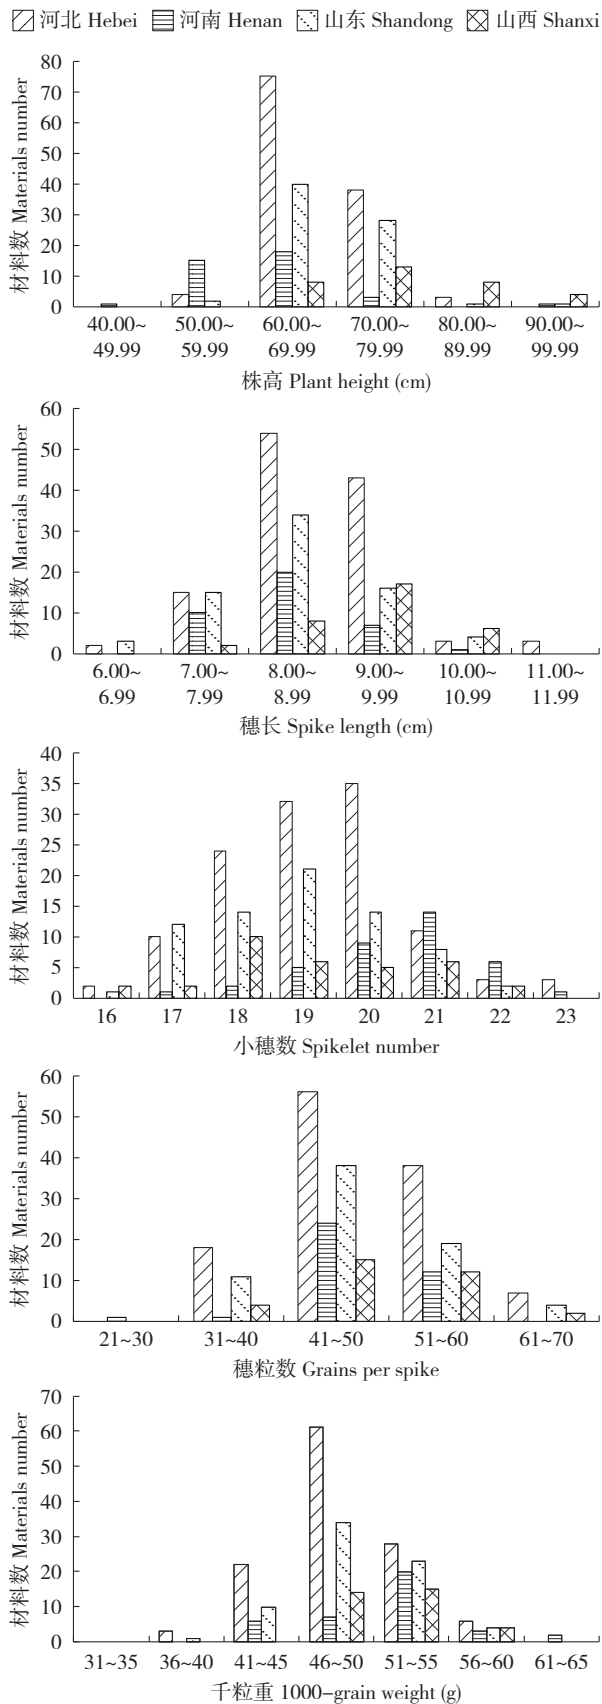 河北 Hebei 河南 Henan 山东 Shandong 山西 Shanxi
材料数 Materials number
80
70
60
50
40
30
20
10
0
40.00~ 50.00~ 60.00~ 70.00~ 80.00~ 90.00~
49.99 59.99 69.99 79.99 89.99 99.99
株高 Plant height (cm)
材料数 Materials number
60
50
40
30
20
10
0
6.00~ 7.00~ 8.00~ 9.00~ 10.00~ 11.00~
6.99 7.99 8.99 9.99 10.99 11.99
穗长 Spike length (cm)
材料数 Materials number
40
35
30
25
20
15
10
5
0
16 17 18 19 20 21 22 23
小穗数 Spikelet number
材料数 Materials number
60
50
40
30
20
10
0
21~30 31~40 41~50 51~60 61~70
穗粒数 Grains per spike
材料数 Materials number
70
60
50
40
30
20
10
0
31~35 36~40 41~45 46~50 51~55 56~60 61~65
千粒重 1000-grain weight (g)